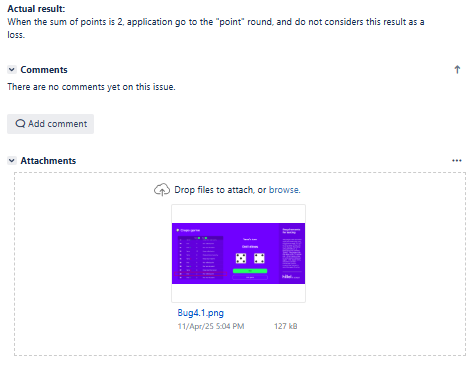 Actual result:
When the sum of points is 2, application go to the "point" round, and do not considers this result as a
loss.
Comments
There are no comments yet on this issue.
Add comment
Attachments
Drop files to attach, or browse.
Bug4.1.png
11/Apr/25 5:04 PM 127 kB